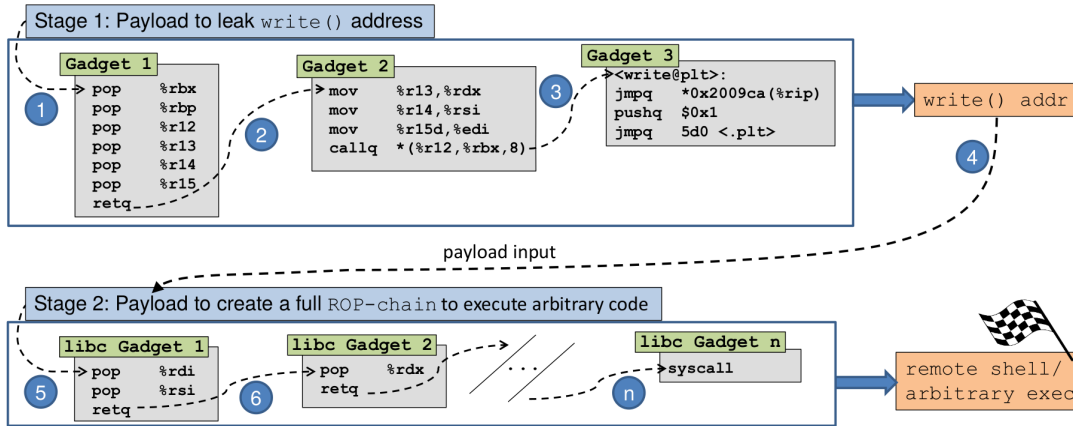 Stage 1: Payload to leak write() address
Gadget 1
pop %rbx
pop %rbp
pop %r12
pop %r13
pop %r14
pop %r15
retq
1
2
Gadget 2
mov %r13,%rdx
mov %r14,%rsi
mov %r15d,%edi
callq *(%r12,%rbx,8)
3
Gadget 3
<write@plt>:
jmpq *0x2009ca(%rip)
pushq $0x1
jmpq 5d0 <.plt>
write() addr
4
payload input
Stage 2: Payload to create a full ROP-chain to execute arbitrary code
libc Gadget 1
pop %rdi
pop %rsi
retq
5
6
libc Gadget 2
pop %rdx
retq
...
n
libc Gadget n
syscall
remote shell/
arbitrary exec